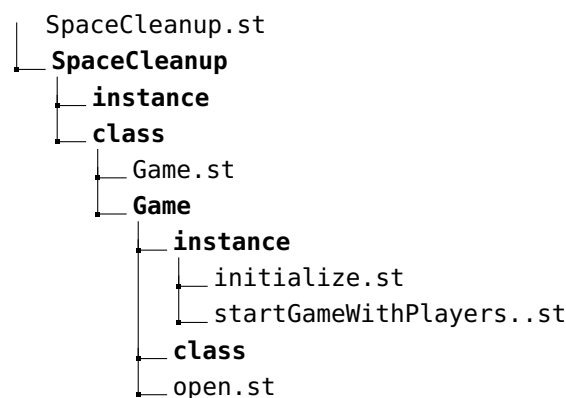 SpaceCleanup.st
SpaceCleanup
instance
class
Game.st
Game
instance
initialize.st
startGameWithPlayers..st
class
open.st